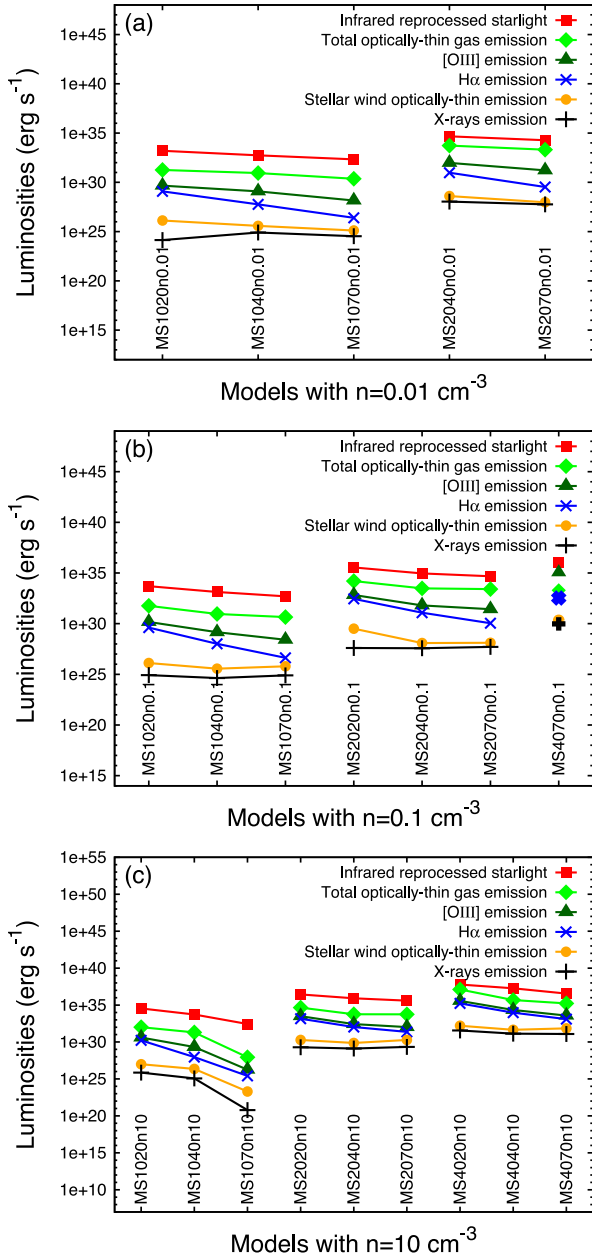 (a)
Infrared reprocessed starlight
Total optically-thin gas emission
[OIII] emission
Hα emission
Stellar wind optically-thin emission
X-rays emission
1e+45
1e+40
1e+35
1e+30
1e+25
1e+20
1e+15
Luminosities (erg s⁻¹)
MS1020n0.01
MS1040n0.01
MS1070n0.01
MS2040n0.01
MS2070n0.01
Models with n=0.01 cm⁻³
(b)
Infrared reprocessed starlight
Total optically-thin gas emission
[OIII] emission
Hα emission
Stellar wind optically-thin emission
X-rays emission
1e+45
1e+40
1e+35
1e+30
1e+25
1e+20
1e+15
Luminosities (erg s⁻¹)
MS1020n0.1
MS1040n0.1
MS1070n0.1
MS2020n0.1
MS2040n0.1
MS2070n0.1
MS4070n0.1
Models with n=0.1 cm⁻³
(c)
Infrared reprocessed starlight
Total optically-thin gas emission
[OIII] emission
Hα emission
Stellar wind optically-thin emission
X-rays emission
1e+55
1e+50
1e+45
1e+40
1e+35
1e+30
1e+25
1e+20
1e+15
1e+10
Luminosities (erg s⁻¹)
MS1020n10
MS1040n10
MS1070n10
MS2020n10
MS2040n10
MS2070n10
MS4020n10
MS4040n10
MS4070n10
Models with n=10 cm⁻³